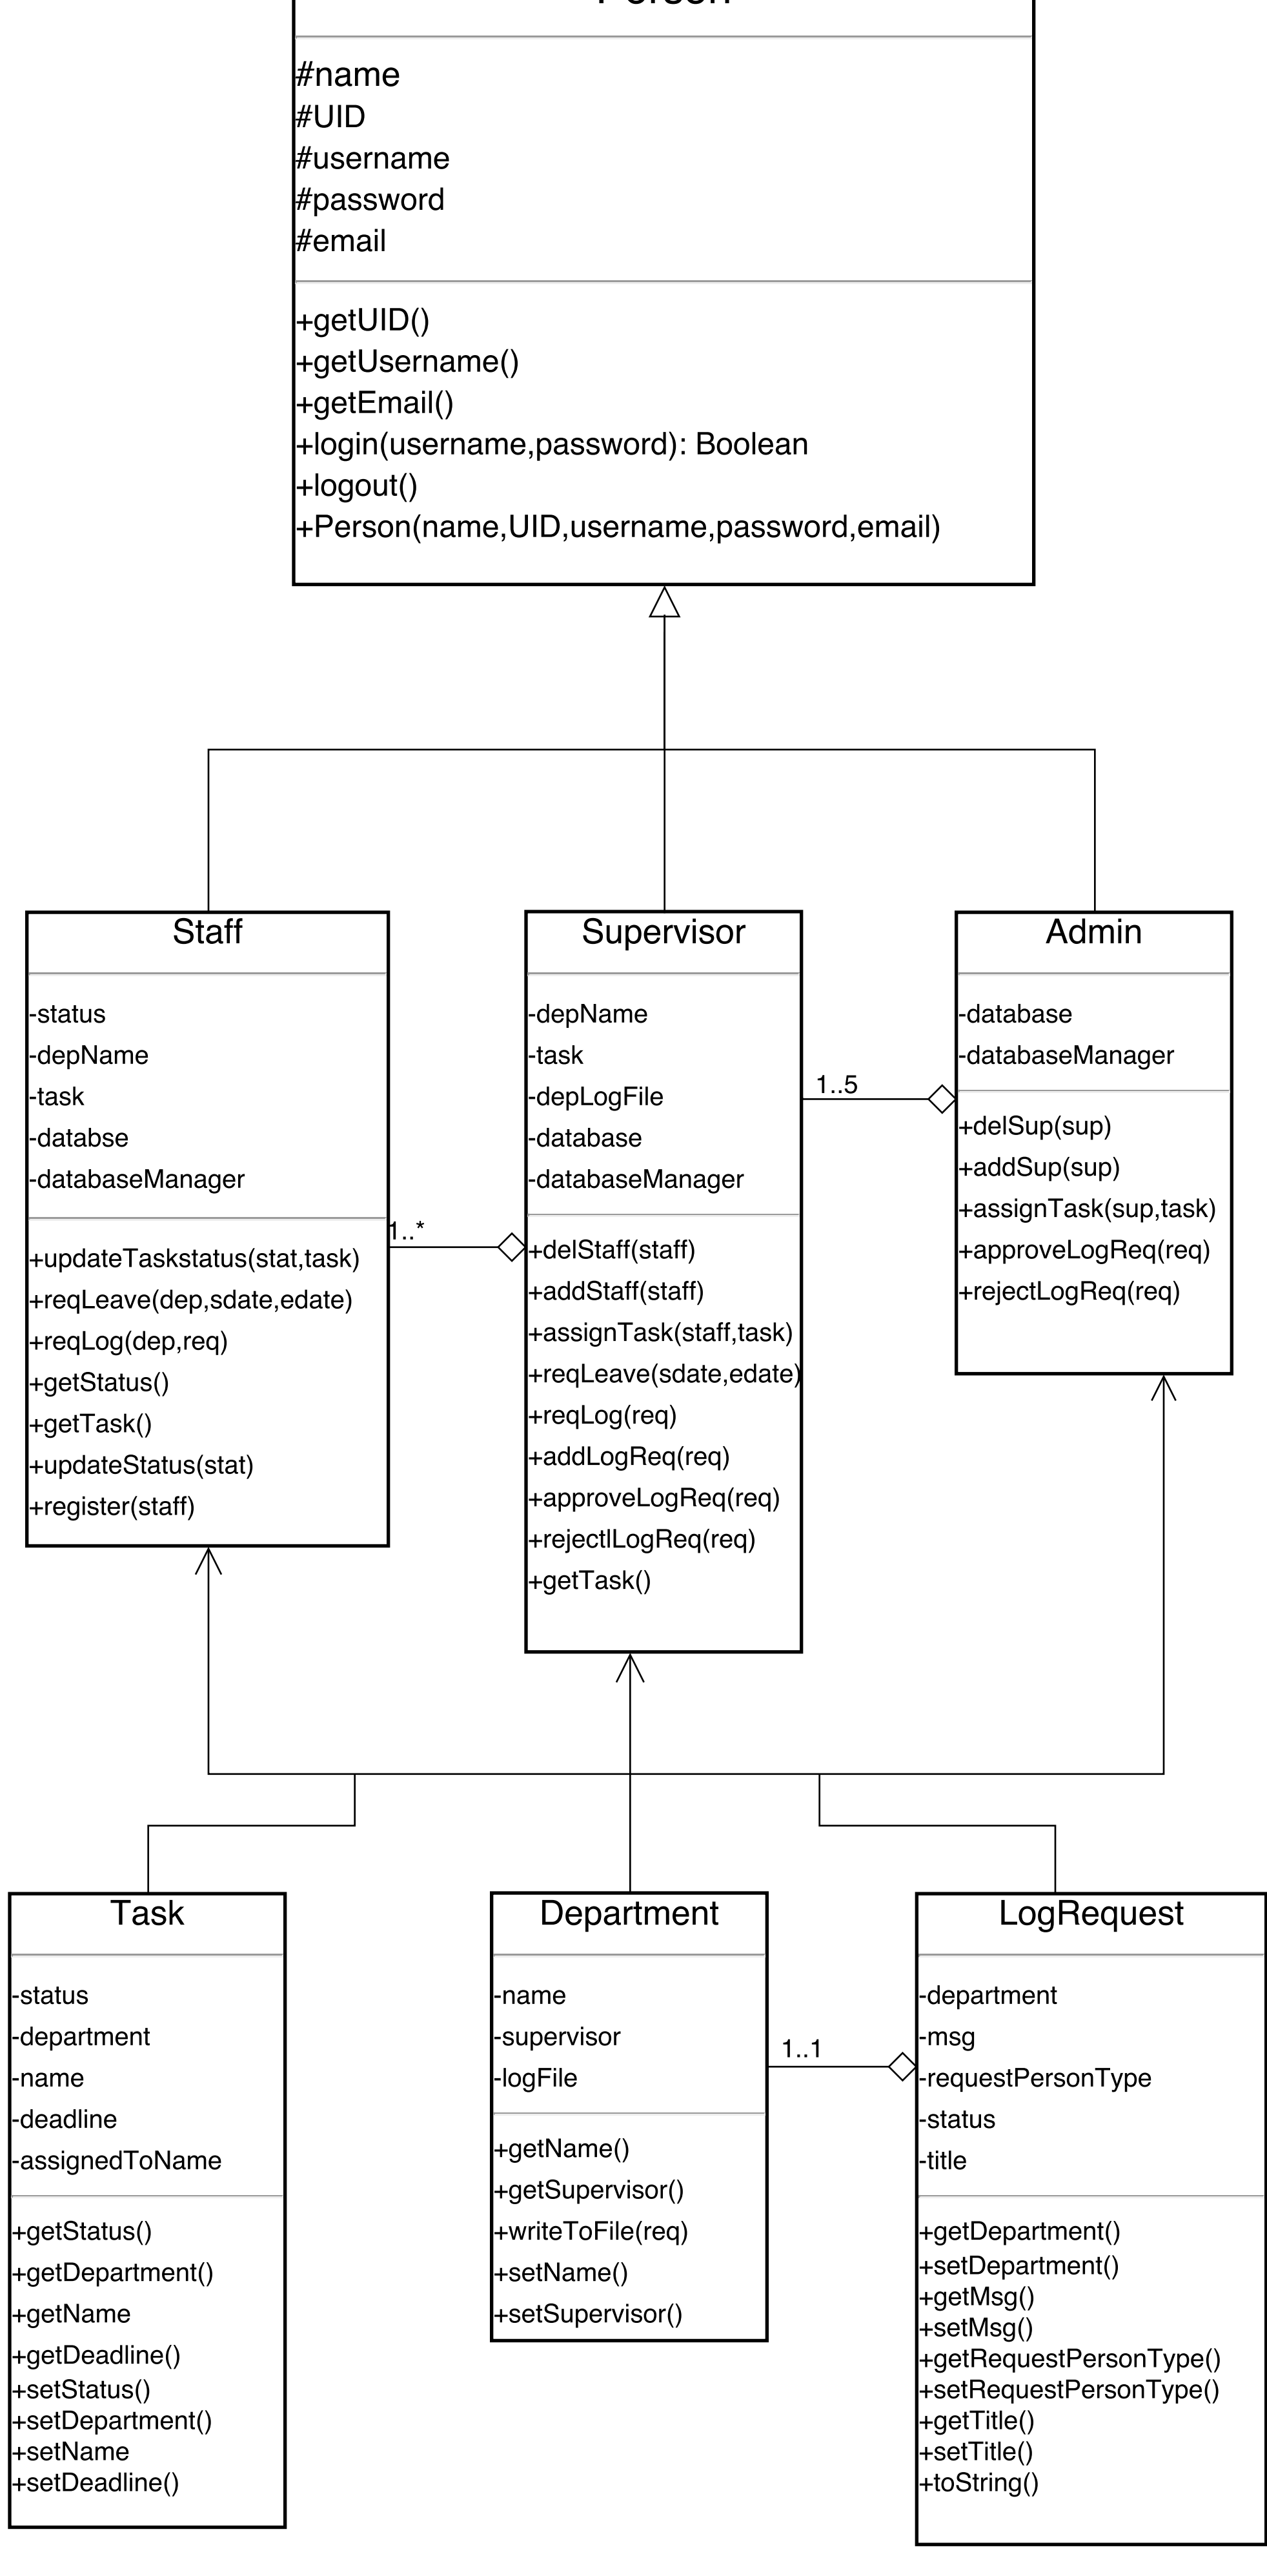 Person
#name
#UID
#username
#password
#email
+getUID()
+getUsername()
+getEmail()
+login(username,password): Boolean
+logout()
+Person(name,UID,username,password,email)
Staff
-status
-depName
-task
-databse
-databaseManager
+updateTaskstatus(stat,task)
+reqLeave(dep,sdate,edate)
+reqLog(dep,req)
+getStatus()
+getTask()
+updateStatus(stat)
+register(staff)
1..*
Supervisor
-depName
-task
-depLogFile
-database
-databaseManager
+delStaff(staff)
+addStaff(staff)
+assignTask(staff,task)
+reqLeave(sdate,edate)
+reqLog(req)
+addLogReq(req)
+approveLogReq(req)
+rejectlLogReq(req)
+getTask()
1..5
Admin
-database
-databaseManager
+delSup(sup)
+addSup(sup)
+assignTask(sup,task)
+approveLogReq(req)
+rejectLogReq(req)
Task
-status
-department
-name
-deadline
-assignedToName
+getStatus()
+getDepartment()
+getName
+getDeadline()
+setStatus()
+setDepartment()
+setName
+setDeadline()
Department
-name
-supervisor
-logFile
+getName()
+getSupervisor()
+writeToFile(req)
+setName()
+setSupervisor()
1..1
LogRequest
-department
-msg
-requestPersonType
-status
-title
+getDepartment()
+setDepartment()
+getMsg()
+setMsg()
+getRequestPersonType()
+setRequestPersonType()
+getTitle()
+setTitle()
+toString()